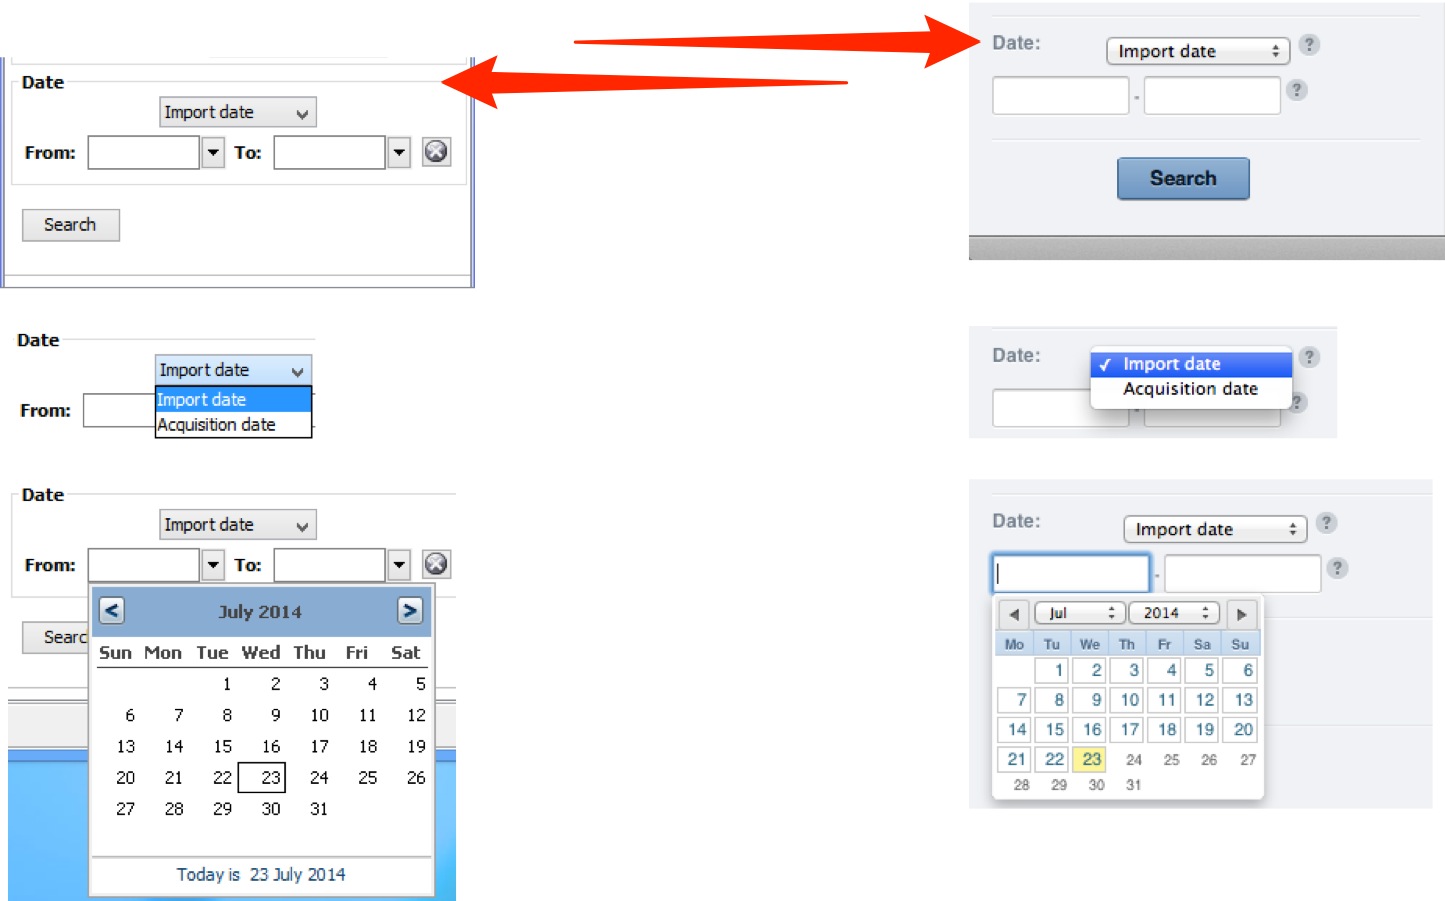 Date
Import date
From: To:
Search
Date
Import date
Import date
From:
Acquisition date
Date
Import date
From: To:
Searc
< July 2014 >
Sun Mon Tue Wed Thu Fri Sat
1 2 3 4 5
6 7 8 9 10 11 12
13 14 15 16 17 18 19
20 21 22 23 24 25 26
27 28 29 30 31
Today is 23 July 2014
Date:
Import date ?
- ?
Search
Date:
✓ Import date ?
Acquisition date
- ?
Date:
Import date ?
- ?
Jul 2014
Mo Tu We Th Fr Sa Su
1 2 3 4 5 6
7 8 9 10 11 12 13
14 15 16 17 18 19 20
21 22 23 24 25 26 27
28 29 30 31